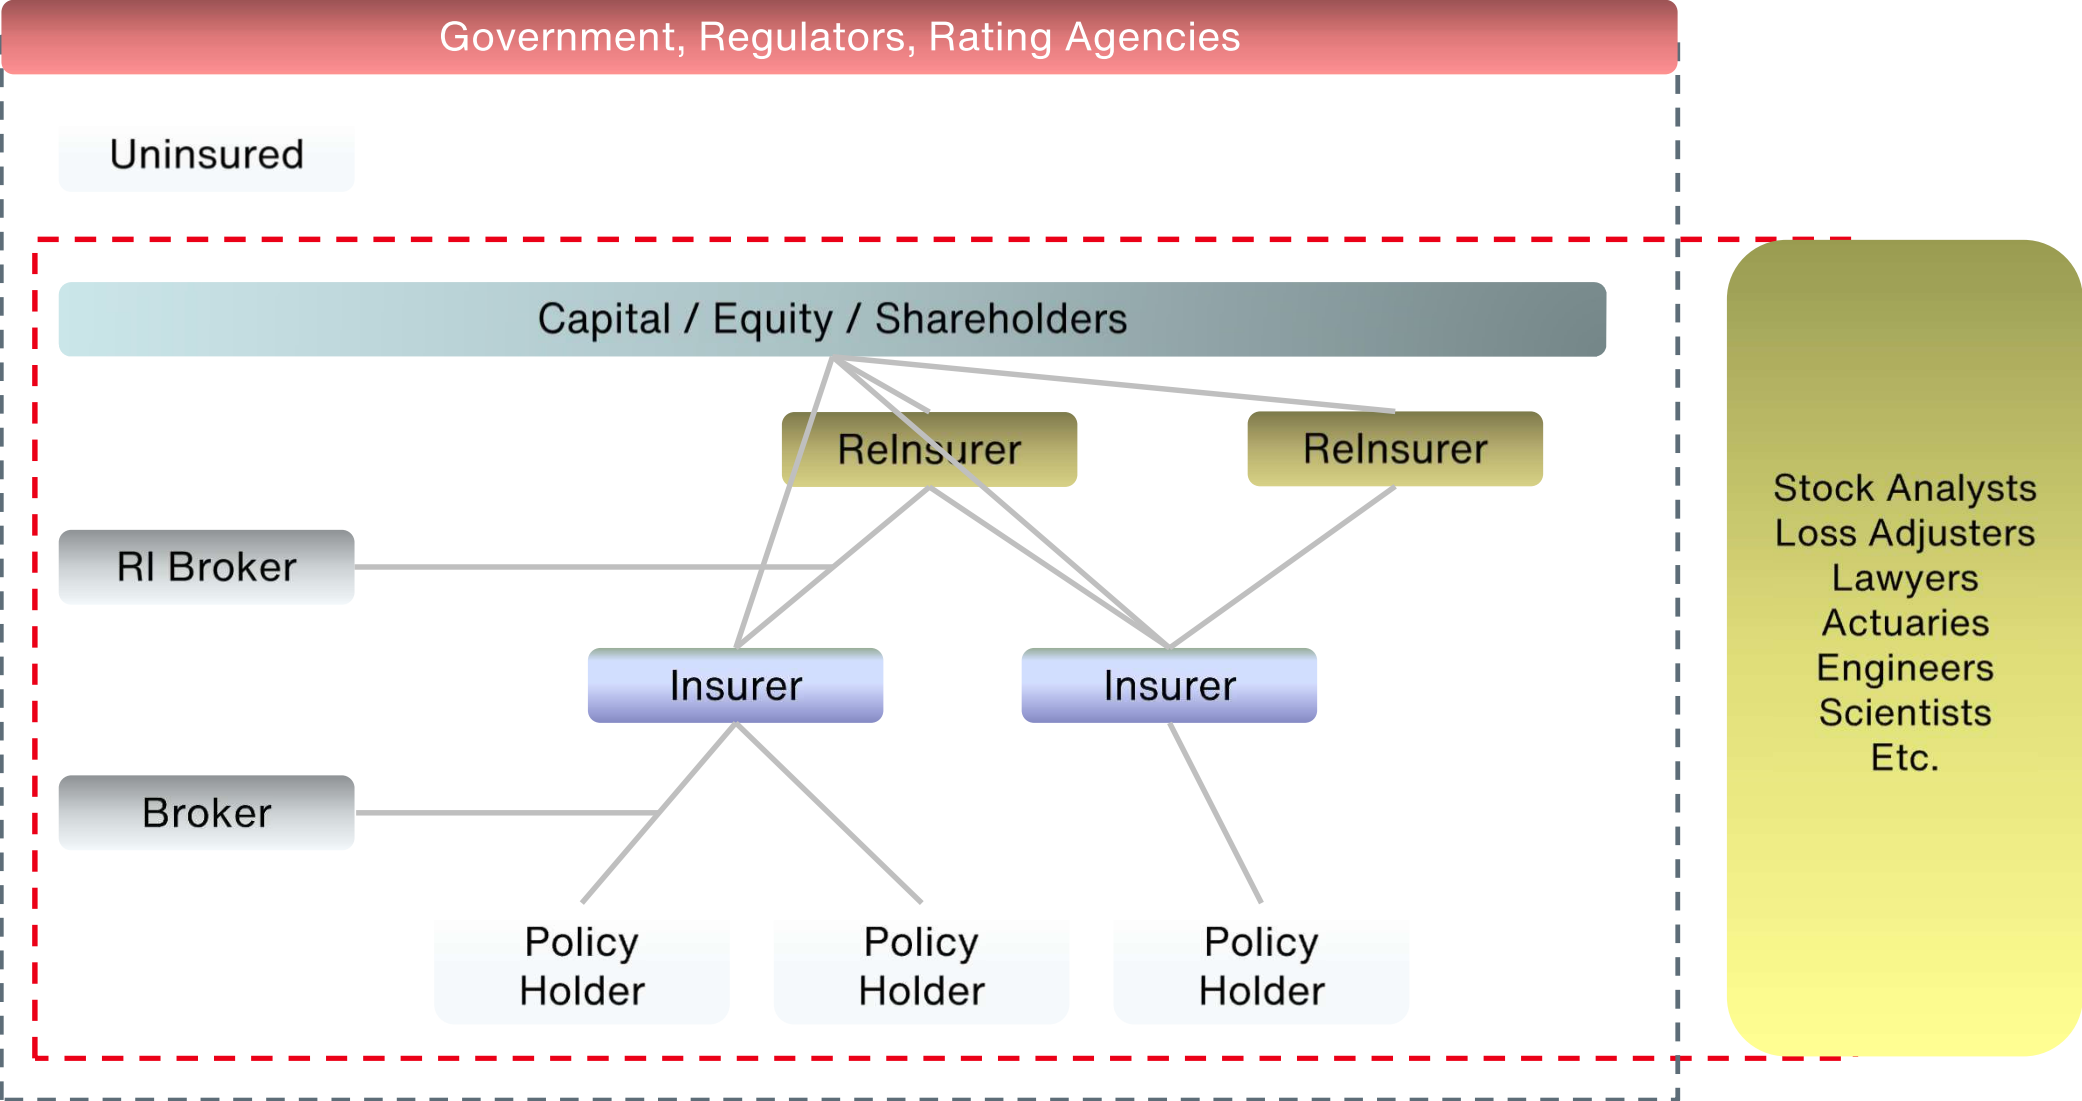 Government, Regulators, Rating Agencies
Uninsured
Capital / Equity / Shareholders
ReInsurer
ReInsurer
RI Broker
Insurer
Insurer
Broker
Policy
Holder
Policy
Holder
Policy
Holder
Stock Analysts
Loss Adjusters
Lawyers
Actuaries
Engineers
Scientists
Etc.